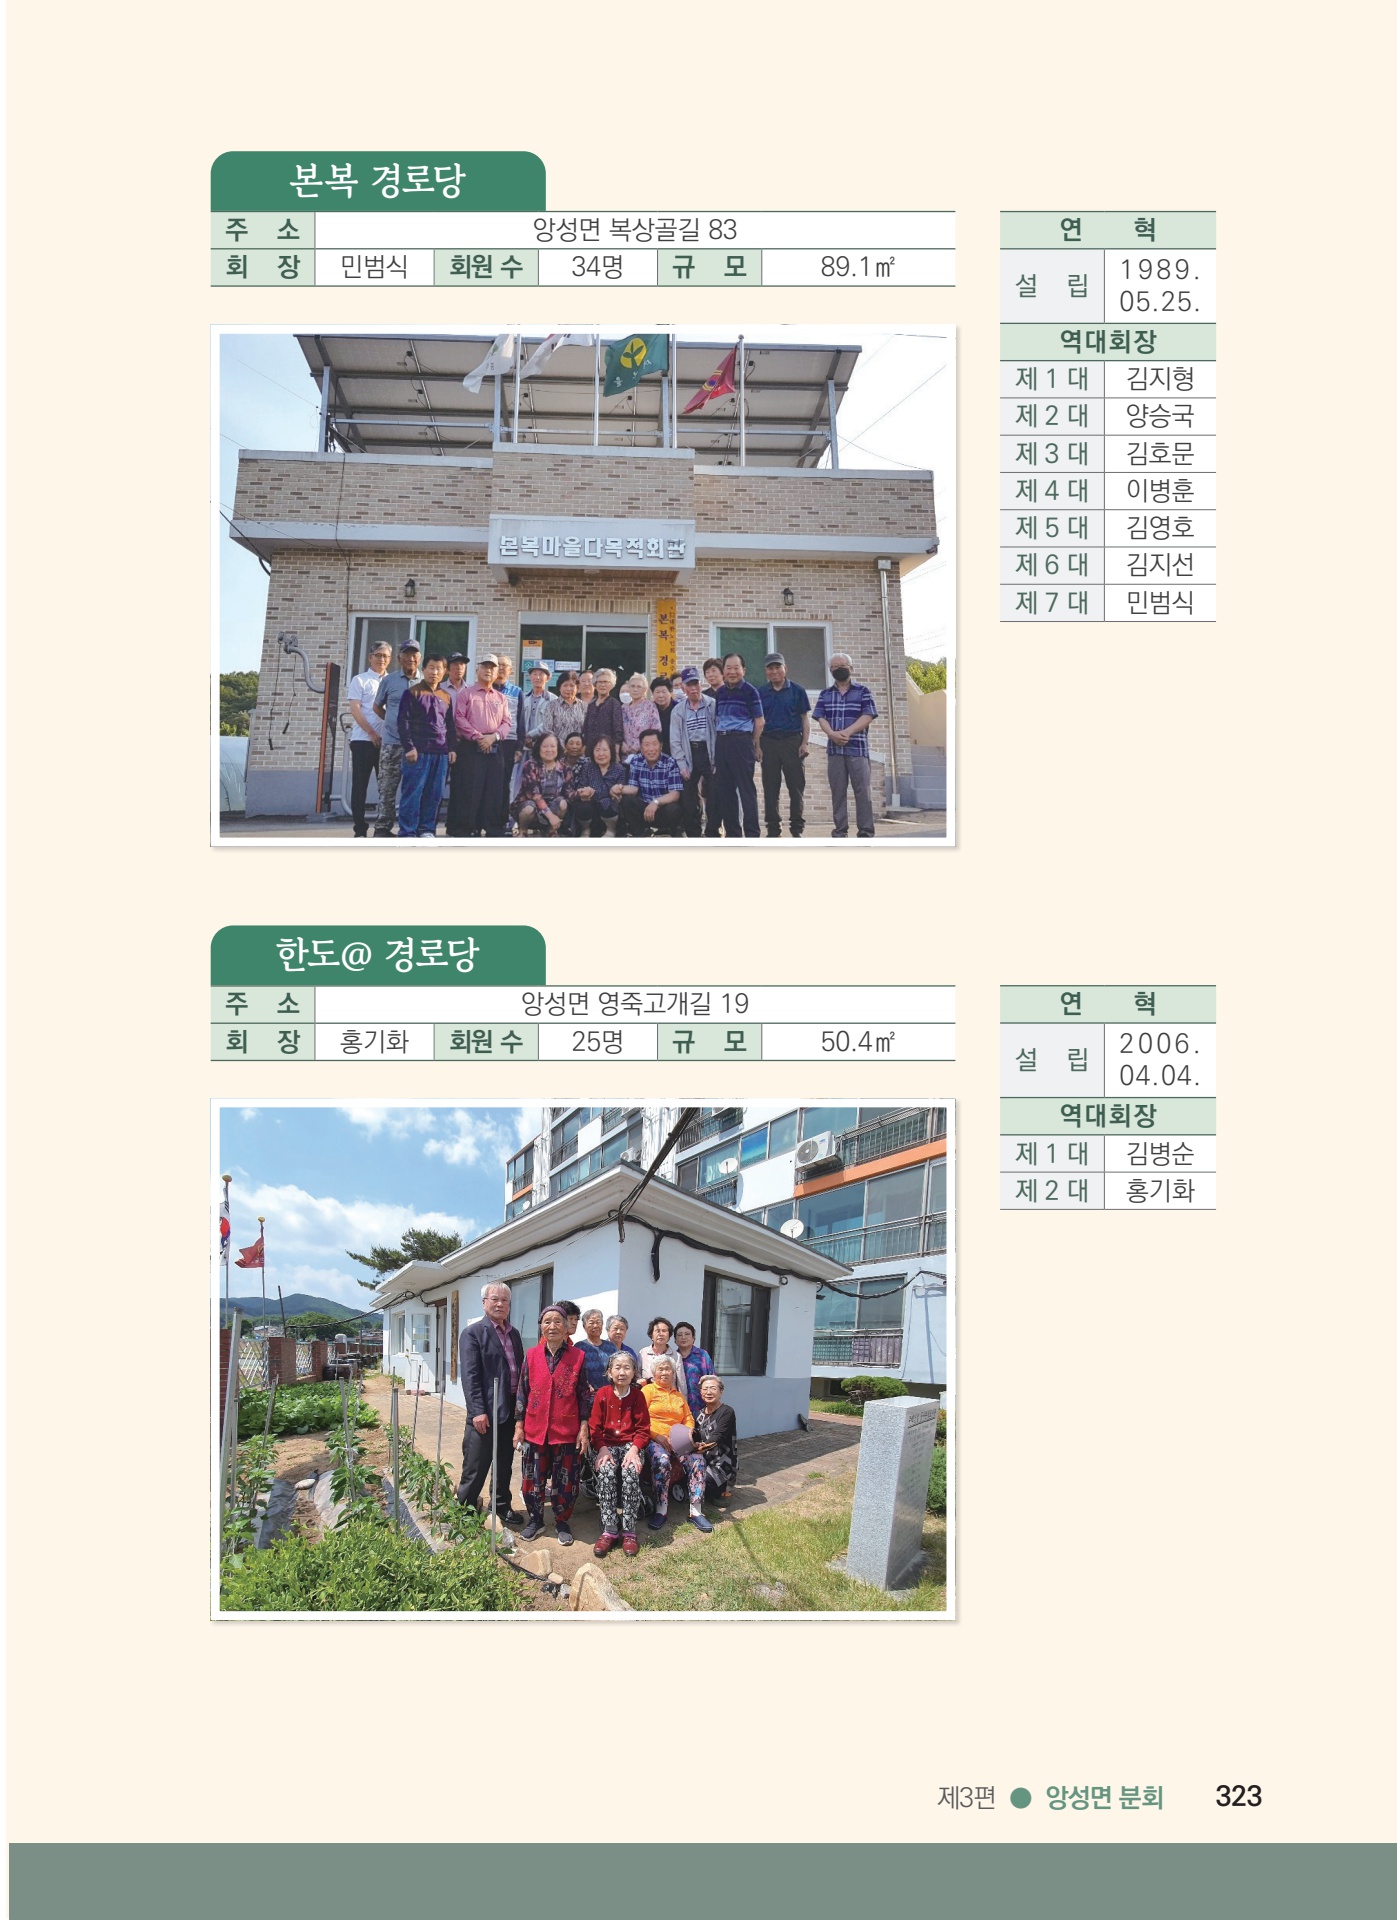 본복 경로당
주 소 앙성면 복상골길 83
회 장 민범식 회원 수 34명 규 모 89.1㎡
연 혁
설 립 1989.
05.25.
역대회장
제 1 대 김지형
제 2 대 양승국
제 3 대 김호문
제 4 대 이병훈
제 5 대 김영호
제 6 대 김지선
제 7 대 민범식
본복마을다목적회관
본복경
한도@ 경로당
주 소 앙성면 영죽고개길 19
회 장 홍기화 회원 수 25명 규 모 50.4㎡
연 혁
설 립 2006.
04.04.
역대회장
제 1 대 김병순
제 2 대 홍기화
제3편 ● 앙성면 분회 323